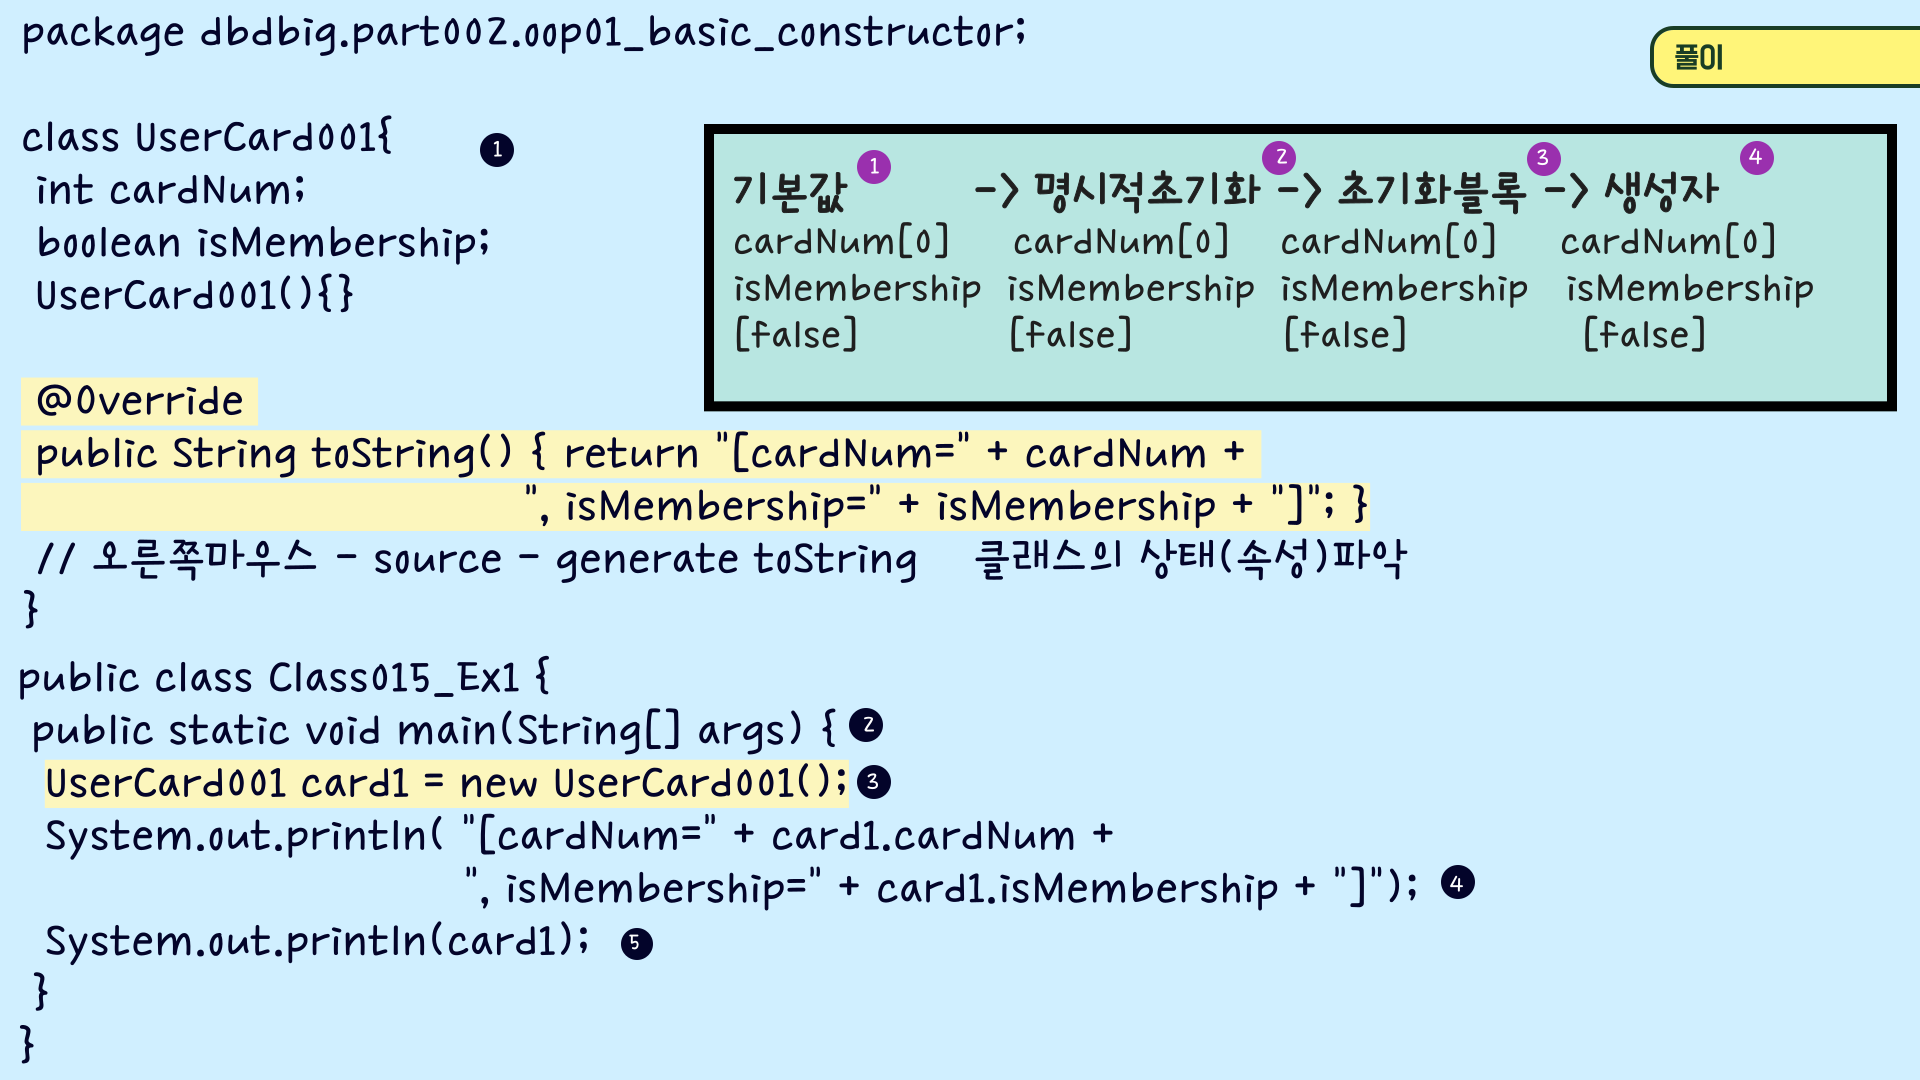 package dbdbig.part002.oop01_basic_constructor;
풀이
class UserCard001{ 1
int cardNum;
boolean isMembership;
UserCard001(){}
기본값 1 -> 명시적초기화 2 -> 초기화블록 3 -> 생성자 4
cardNum[0] cardNum[0] cardNum[0] cardNum[0]
isMembership isMembership isMembership isMembership
[false] [false] [false] [false]
@Override
public String toString() { return "[cardNum=" + cardNum +
", isMembership=" + isMembership + "]"; }
// 오른쪽마우스 - source - generate toString 클래스의 상태(속성)파악
}
public class Class015_Ex1 {
public static void main(String[] args) { 2
UserCard001 card1 = new UserCard001(); 3
System.out.println( "[cardNum=" + card1.cardNum +
", isMembership=" + card1.isMembership + "]"); 4
System.out.println(card1); 5
}
}